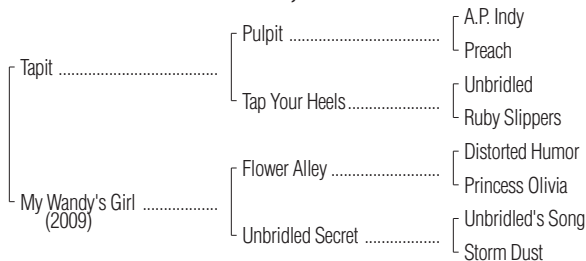 A.P. Indy
Pulpit ........................................
Preach
Tapit .........................................
Unbridled
Tap Your Heels........................
Ruby Slippers
Distorted Humor
Flower Alley ............................
Princess Olivia
My Wandy's Girl ...................
(2009)
Unbridled's Song
Unbridled Secret ...................
Storm Dust